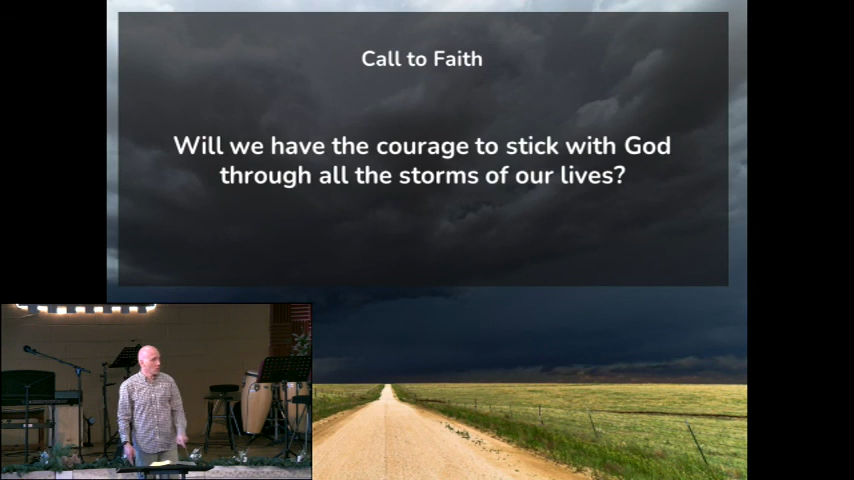 Call to Faith
Will we have the courage to stick with God
through all the storms of our lives?